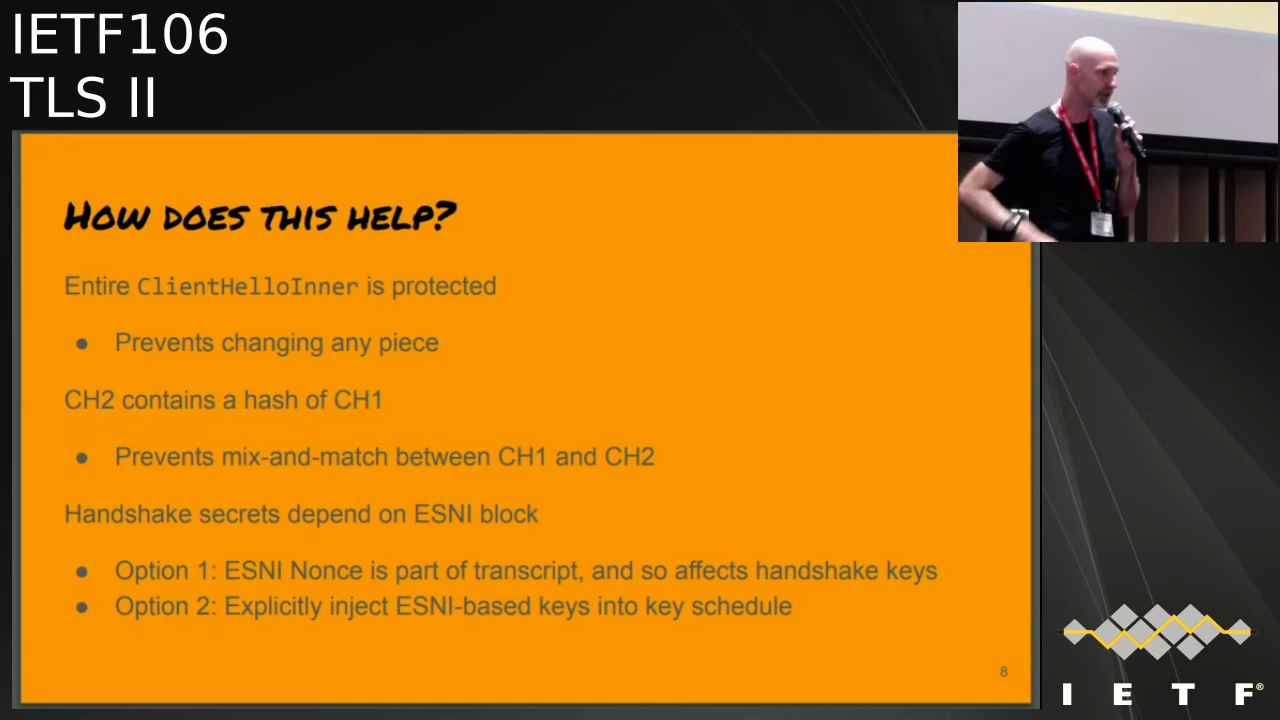 IETF106
TLS II
How does this help?
Entire ClientHelloInner is protected
● Prevents changing any piece
CH2 contains a hash of CH1
● Prevents mix-and-match between CH1 and CH2
Handshake secrets depend on ESNI block
● Option 1: ESNI Nonce is part of transcript, and so affects handshake keys
● Option 2: Explicitly inject ESNI-based keys into key schedule
8
I E T F®